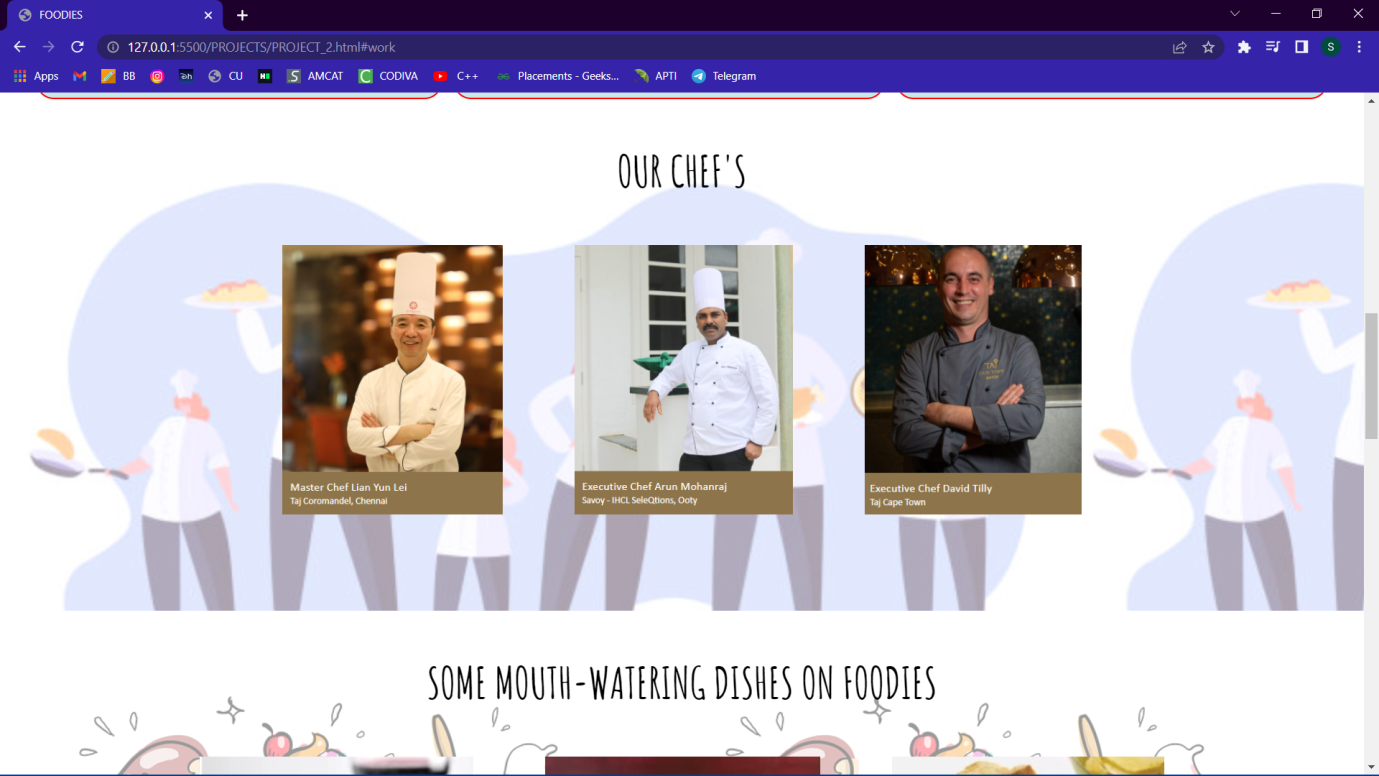 FOODIES
127.0.0.1:5500/PROJECTS/PROJECT_2.html#work
S
Apps
BB
CU
AMCAT
CODIVA
C++
Placements - Geeks...
APTI
Telegram
OUR CHEF'S
TAJ
Master Chef Lian Yun Lei
Taj Coromandel, Chennai
Executive Chef Arun Mohanraj
Savoy - IHCL SeleQtions, Ooty
Executive Chef David Tilly
Taj Cape Town
SOME MOUTH-WATERING DISHES ON FOODIES